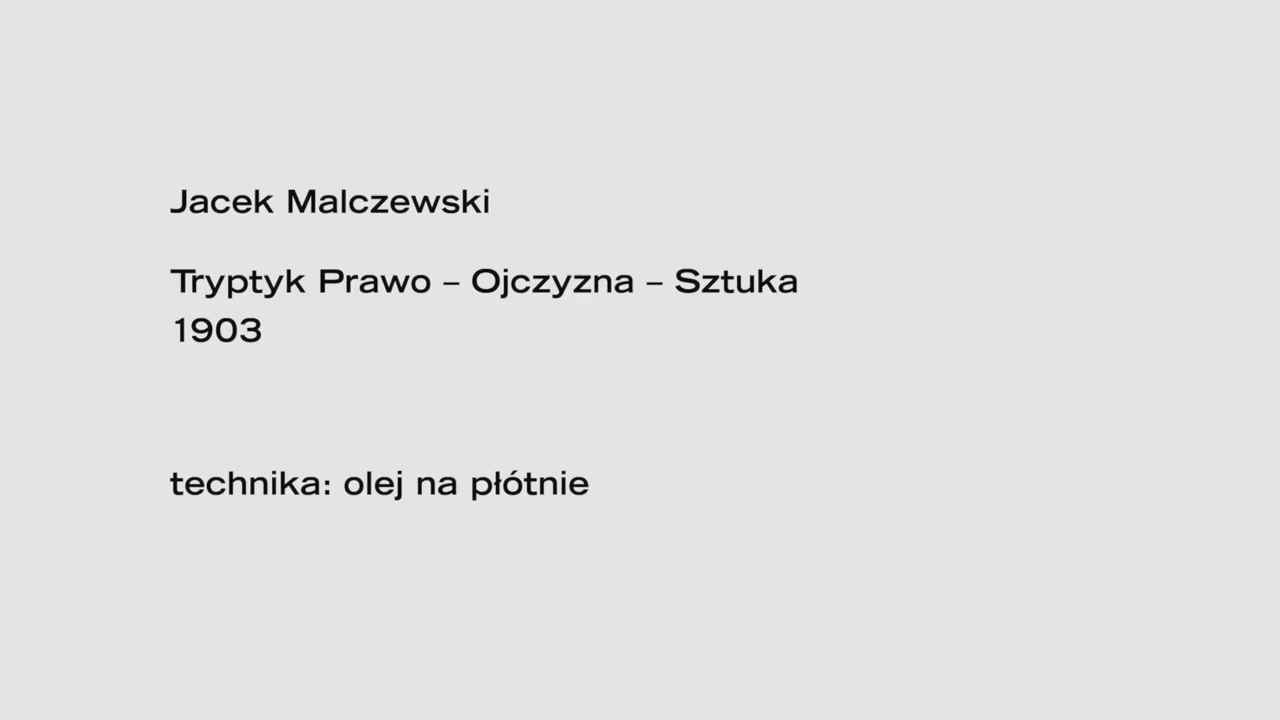 Jacek Malczewski
Tryptyk Prawo – Ojczyzna – Sztuka
1903
technika: olej na płótnie